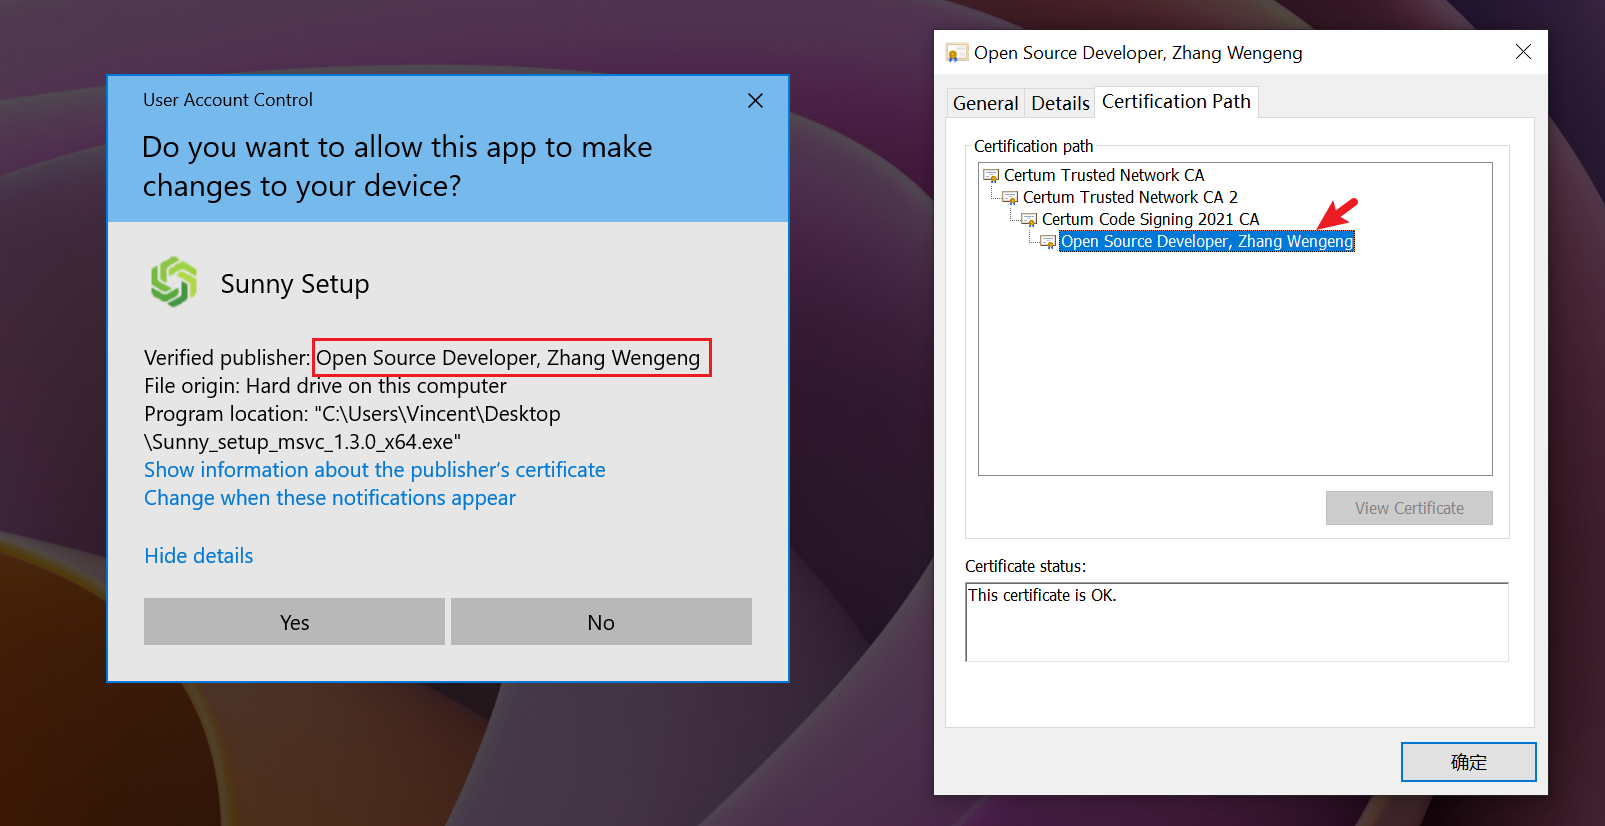 User Account Control
Do you want to allow this app to make
changes to your device?
Sunny Setup
Verified publisher: Open Source Developer, Zhang Wengeng
File origin: Hard drive on this computer
Program location: "C:\Users\Vincent\Desktop
\Sunny_setup_msvc_1.3.0_x64.exe"
Show information about the publisher’s certificate
Change when these notifications appear
Hide details
Yes
No
Open Source Developer, Zhang Wengeng
General
Details
Certification Path
Certification path
Certum Trusted Network CA
Certum Trusted Network CA 2
Certum Code Signing 2021 CA
Open Source Developer, Zhang Wengeng
View Certificate
Certificate status:
This certificate is OK.
确定